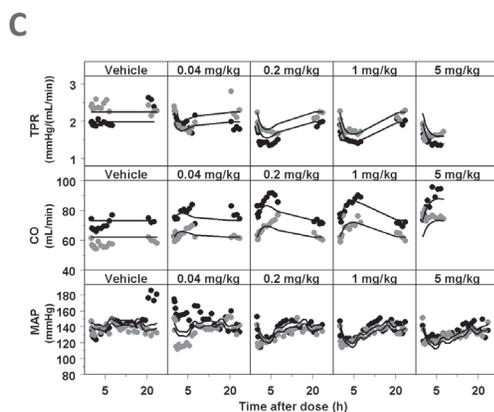 C
Vehicle 0.04 mg/kg 0.2 mg/kg 1 mg/kg 5 mg/kg
TPR
(mmHg/(mL/min))
3
2
1
CO
(mL/min)
100
80
60
40
Vehicle 0.04 mg/kg 0.2 mg/kg 1 mg/kg 5 mg/kg
MAP
(mmHg)
180
160
140
120
100
80
5 20 5 20 5 20 5 20 5 20
Time after dose (h)